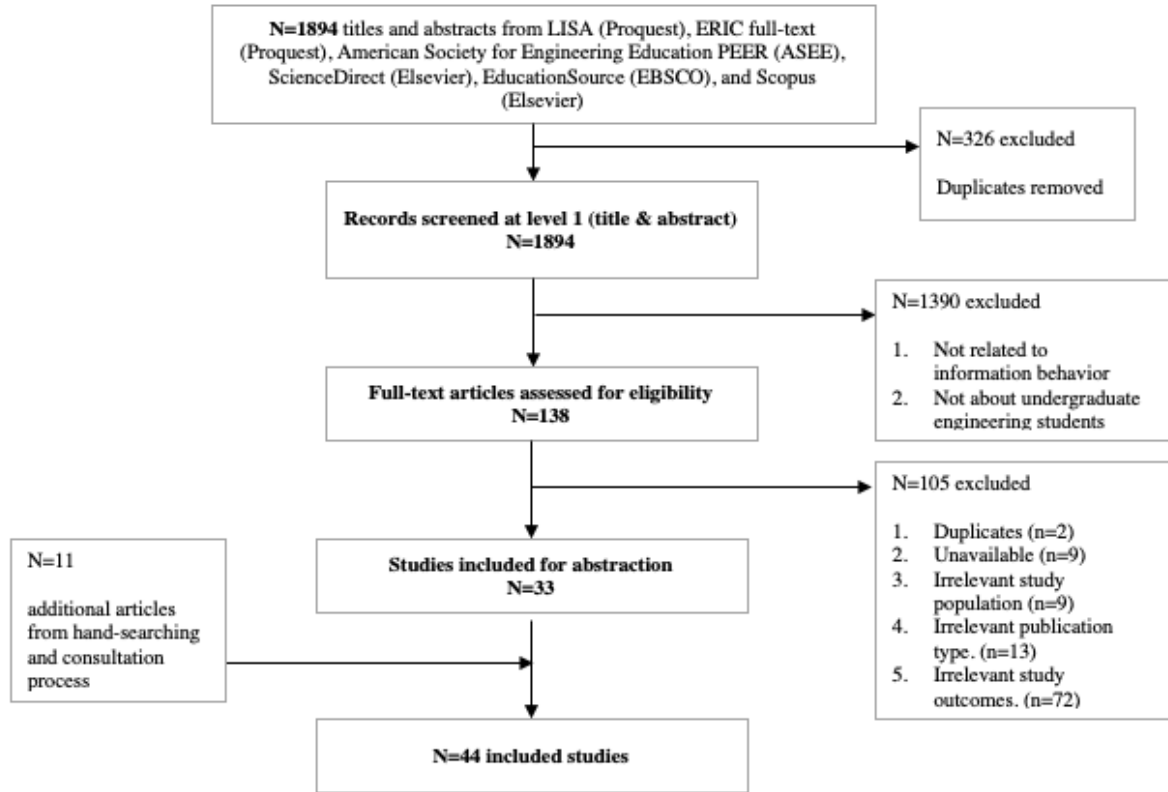 N=1894 titles and abstracts from LISA (Proquest), ERIC full-text
(Proquest), American Society for Engineering Education PEER (ASEE),
ScienceDirect (Elsevier), EducationSource (EBSCO), and Scopus
(Elsevier)
N=326 excluded
Duplicates removed
Records screened at level 1 (title & abstract)
N=1894
N=1390 excluded
1. Not related to
information behavior
2. Not about undergraduate
engineering students
Full-text articles assessed for eligibility
N=138
N=105 excluded
1. Duplicates (n=2)
2. Unavailable (n=9)
3. Irrelevant study
population (n=9)
4. Irrelevant publication
type. (n=13)
5. Irrelevant study
outcomes. (n=72)
Studies included for abstraction
N=33
N=11
additional articles
from hand-searching
and consultation
process
N=44 included studies